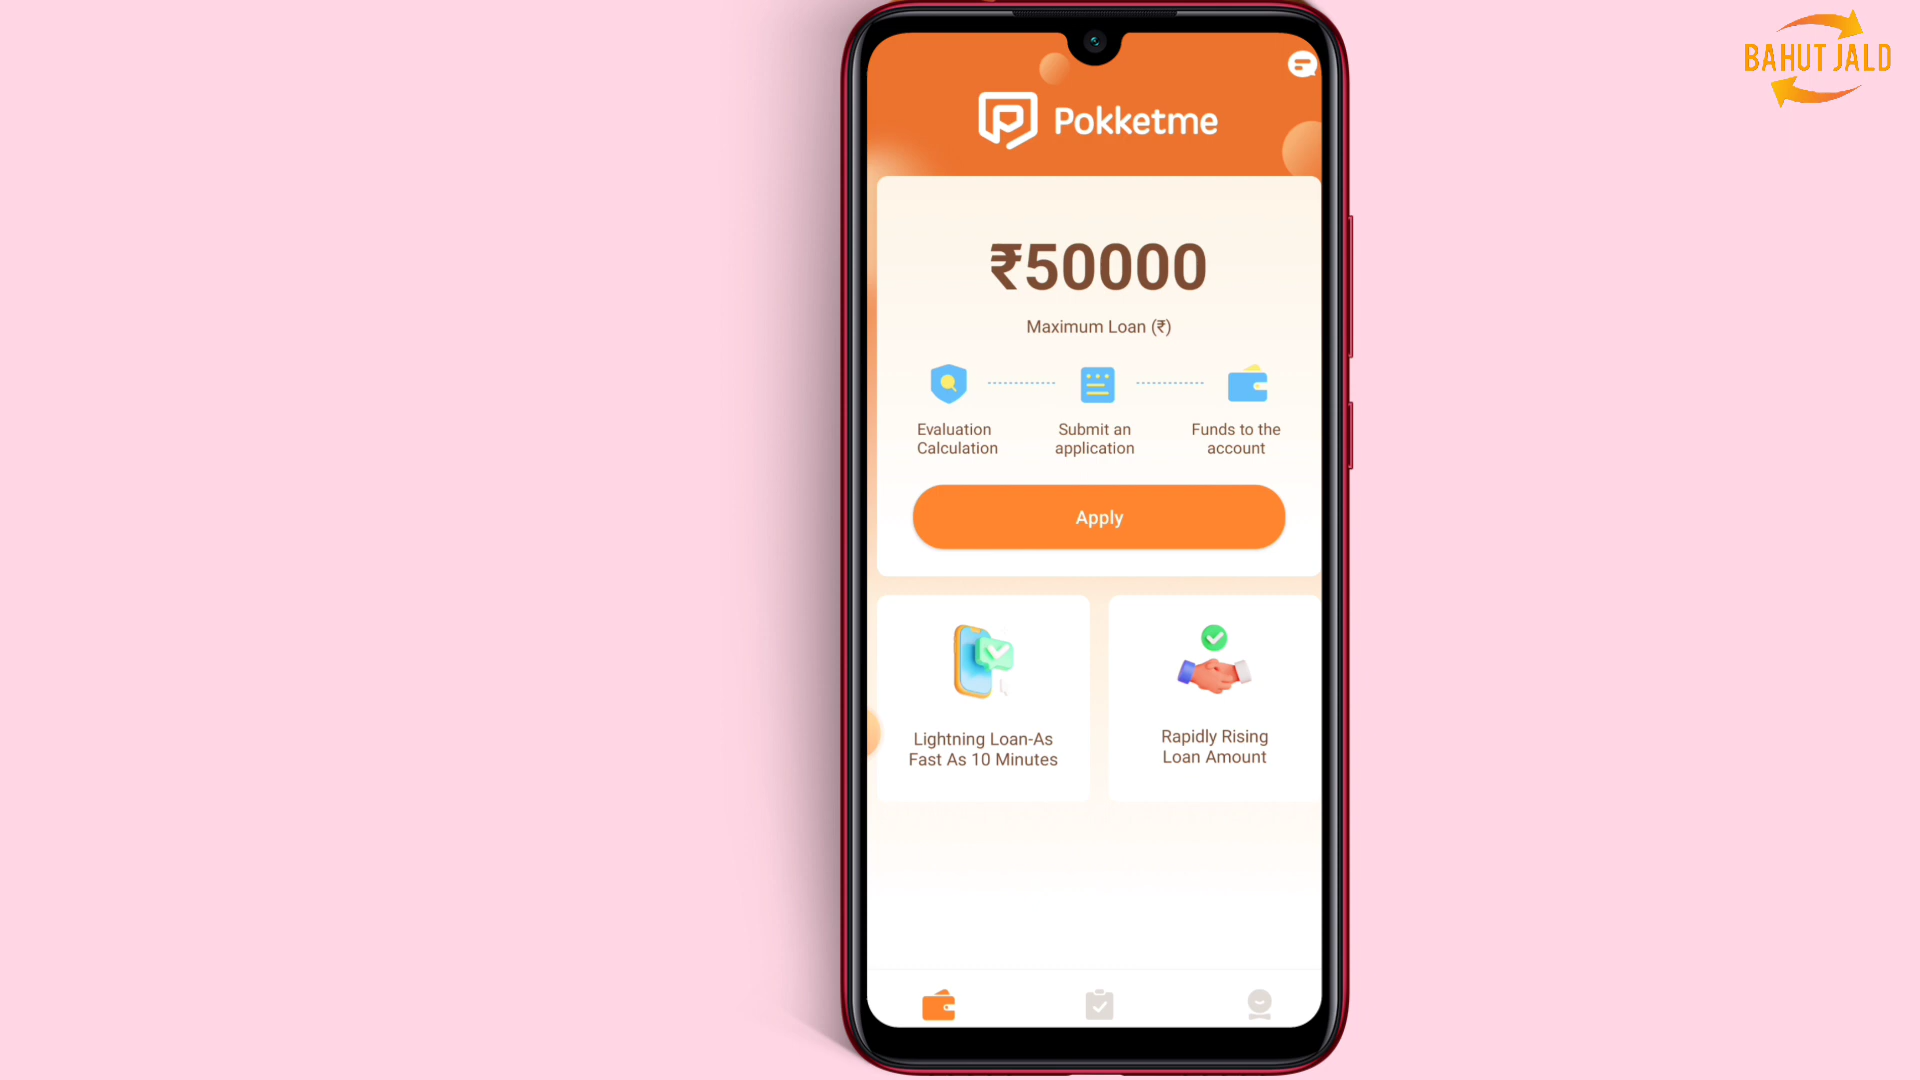 BAHUT JALD
Pokketme
₹50000
Maximum Loan (₹)
Evaluation
Calculation
Submit an
application
Funds to the
account
Apply
Lightning Loan-As
Fast As 10 Minutes
Rapidly Rising
Loan Amount